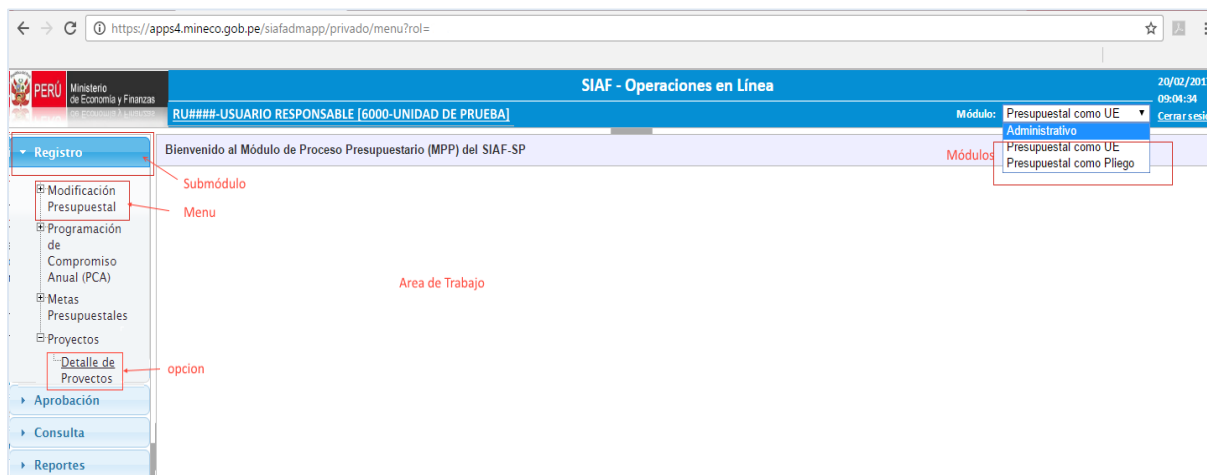 https://apps4.mineco.gob.pe/siafadmapp/privado/menu?rol=
PERÚ
Ministerio
de Economía y Finanzas
SIAF - Operaciones en Línea
20/02/201
09:04:34
RU####-USUARIO RESPONSABLE [6000-UNIDAD DE PRUEBA]
Módulo:
Presupuestal como UE
Cerrar sesi
Administrativo
Presupuestal como UE
Presupuestal como Pliego
Registro
Bienvenido al Módulo de Proceso Presupuestario (MPP) del SIAF-SP
Módulos
Submódulo
Modificación
Presupuestal
Menu
Programación
de
Compromiso
Anual (PCA)
Area de Trabajo
Metas
Presupuestales
Proyectos
Detalle de
Proyectos
opcion
Aprobación
Consulta
Reportes